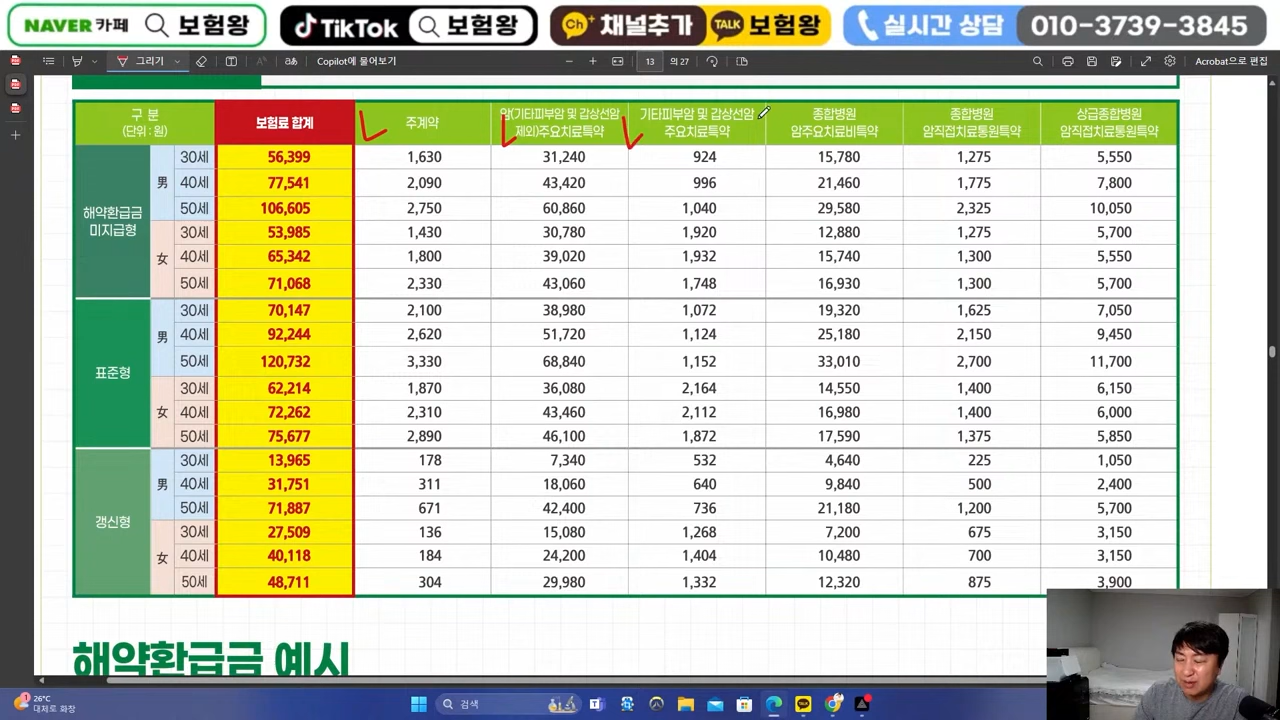 NAVER 카페 보험왕 TikTok 보험왕 Ch+ 채널추가 TALK 보험왕 실시간 상담 010-3739-3845
그리기 Copilot에 물어보기 13 의 27 Acrobat으로 편집
구 분 (단위 : 원) 보험료 합계 주계약 암(기타피부암 및 갑상선암 제외)주요치료특약 기타피부암 및 갑상선암 주요치료특약 종합병원 암주요치료비특약 종합병원 암직접치료통원특약 상급종합병원 암직접치료통원특약
해약환급금 미지급형 男 30세 56,399 1,630 31,240 924 15,780 1,275 5,550
40세 77,541 2,090 43,420 996 21,460 1,775 7,800
50세 106,605 2,750 60,860 1,040 29,580 2,325 10,050
女 30세 53,985 1,430 30,780 1,920 12,880 1,275 5,700
40세 65,342 1,800 39,020 1,932 15,740 1,300 5,550
50세 71,068 2,330 43,060 1,748 16,930 1,300 5,700
표준형 男 30세 70,147 2,100 38,980 1,072 19,320 1,625 7,050
40세 92,244 2,620 51,720 1,124 25,180 2,150 9,450
50세 120,732 3,330 68,840 1,152 33,010 2,700 11,700
女 30세 62,214 1,870 36,080 2,164 14,550 1,400 6,150
40세 72,262 2,310 43,460 2,112 16,980 1,400 6,000
50세 75,677 2,890 46,100 1,872 17,590 1,375 5,850
갱신형 男 30세 13,965 178 7,340 532 4,640 225 1,050
40세 31,751 311 18,060 640 9,840 500 2,400
50세 71,887 671 42,400 736 21,180 1,200 5,700
女 30세 27,509 136 15,080 1,268 7,200 675 3,150
40세 40,118 184 24,200 1,404 10,480 700 3,150
50세 48,711 304 29,980 1,332 12,320 875 3,900
해약환급금 예시
26°C
대체로 화창
검색